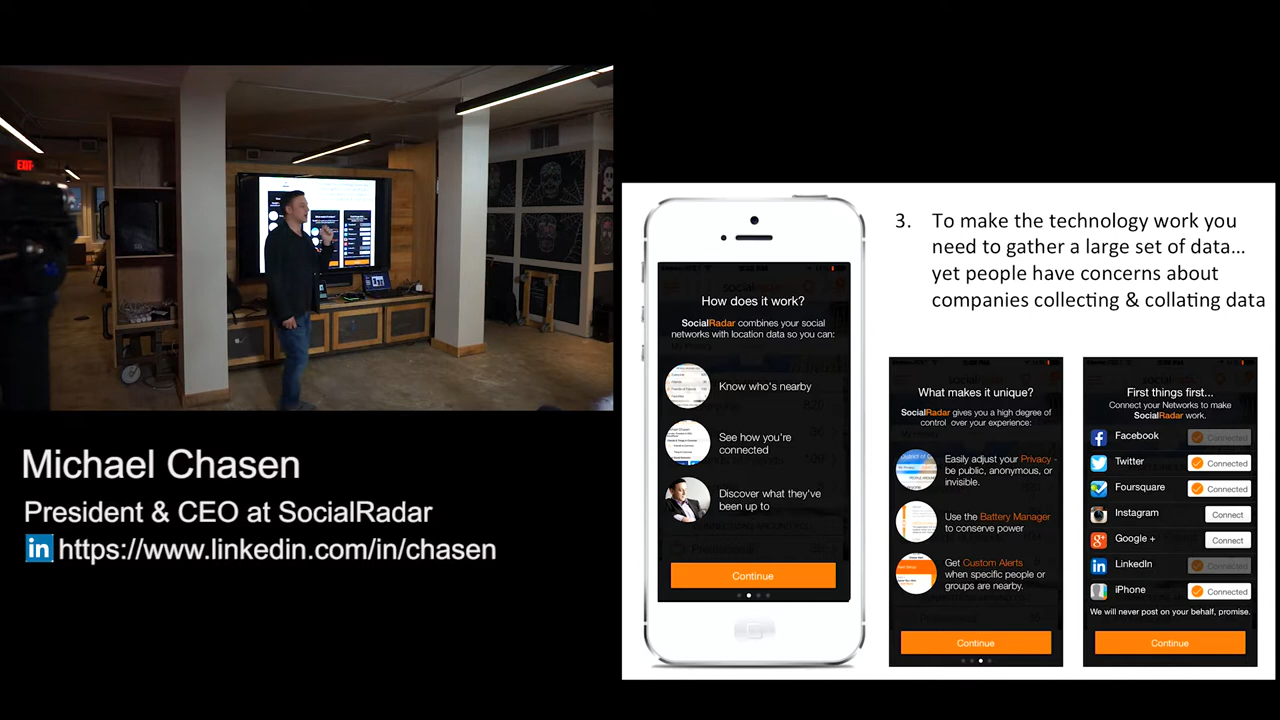 EXIT
Michael Chasen
President & CEO at SocialRadar
in https://www.linkedin.com/in/chasen
3. To make the technology work you
need to gather a large set of data...
yet people have concerns about
companies collecting & collating data
How does it work?
SocialRadar combines your social
networks with location data so you can:
Know who's nearby
See how you're
connected
Discover what they've
been up to
Continue
What makes it unique?
SocialRadar gives you a high degree of
control over your experience:
Easily adjust your Privacy -
be public, anonymous, or
invisible.
Use the Battery Manager
to conserve power
Get Custom Alerts
when specific people or
groups are nearby.
Continue
First things first...
Connect your Networks to make
SocialRadar work.
Facebook Connected
Twitter Connected
Foursquare Connected
Instagram Connect
Google + Connect
LinkedIn Connected
iPhone Connected
We will never post on your behalf, promise.
Continue